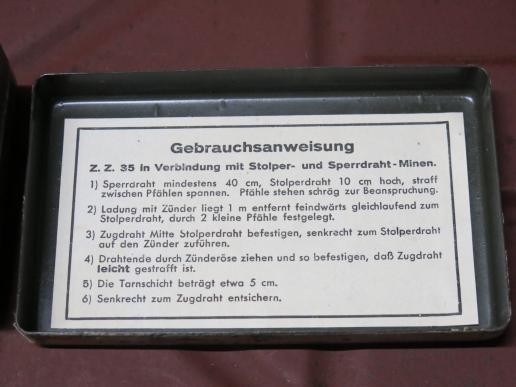 Gebrauchsanweisung
Z. Z. 35 in Verbindung mit Stolper- und Sperrdraht-Minen.
1) Sperrdraht mindestens 40 cm, Stolperdraht 10 cm hoch, straff
zwischen Pfählen spannen. Pfähle stehen schräg zur Beanspruchung.
2) Ladung mit Zünder liegt 1 m entfernt feindwärts gleichlaufend zum
Stolperdraht, durch 2 kleine Pfähle festgelegt.
3) Zugdraht Mitte Stolperdraht befestigen, senkrecht zum Stolperdraht
auf den Zünder zuführen.
4) Drahtende durch Zünderöse ziehen und so befestigen, daß Zugdraht
leicht gestrafft ist.
5) Die Tarnschicht beträgt etwa 5 cm.
6) Senkrecht zum Zugdraht entsichern.